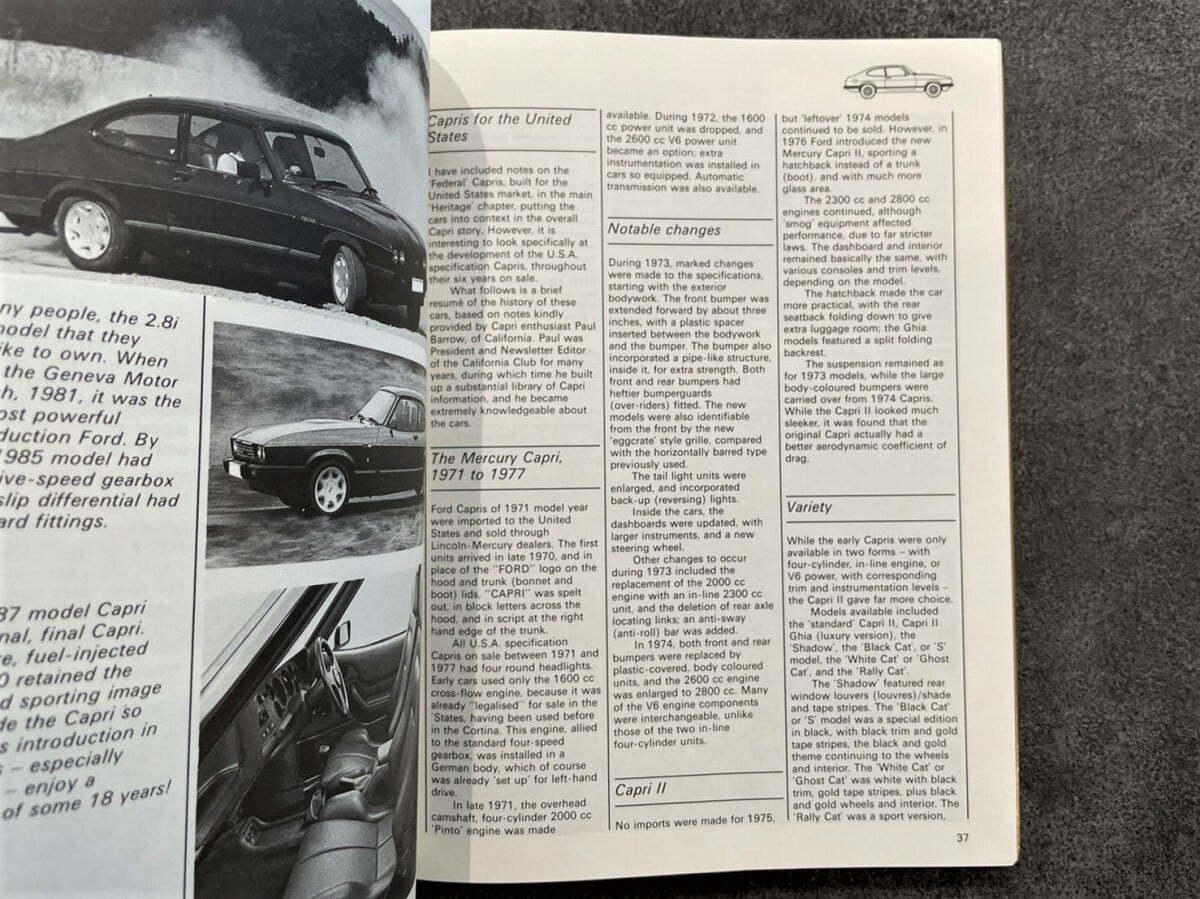 ny people, the 2.8i
model that they
ike to own. When
the Geneva Motor
h, 1981, it was the
ost powerful
duction Ford. By
1985 model had
ive-speed gearbox
slip differential had
ard fittings.
87 model Capri
nal, final Capri.
e, fuel-injected
0 retained the
d sporting image
de the Capri so
s introduction in
– especially
– enjoy a
of some 18 years!
Capris for the United
States
I have included notes on the
'Federal' Capris, built for the
United States market, in the main
'Heritage' chapter, putting the
cars into context in the overall
Capri story. However, it is
interesting to look specifically at
the development of the U.S.A.
specification Capris, throughout
their six years on sale.
What follows is a brief
resumé of the history of these
cars, based on notes kindly
provided by Capri enthusiast Paul
Barrow, of California. Paul was
President and Newsletter Editor
of the California Club for many
years, during which time he built
up a substantial library of Capri
information, and he became
extremely knowledgeable about
the cars.
The Mercury Capri,
1971 to 1977
Ford Capris of 1971 model year
were imported to the United
States and sold through
Lincoln-Mercury dealers. The first
units arrived in late 1970, and in
place of the "FORD" logo on the
hood and trunk (bonnet and
boot) lids, "CAPRI" was spelt
out, in block letters across the
hood, and in script at the right
hand edge of the trunk.
All U.S.A. specification
Capris on sale between 1971 and
1977 had four round headlights.
Early cars used only the 1600 cc
cross-flow engine, because it was
already "legalised" for sale in the
'States, having been used before
in the Cortina. This engine, allied
to the standard four-speed
gearbox, was installed in a
German body, which of course
was already 'set up' for left-hand
drive.
In late 1971, the overhead
camshaft, four-cylinder 2000 cc
'Pinto' engine was made
available. During 1972, the 1600
cc power unit was dropped, and
the 2600 cc V6 power unit
became an option; extra
instrumentation was installed in
cars so equipped. Automatic
transmission was also available.
Notable changes
During 1973, marked changes
were made to the specifications,
starting with the exterior
bodywork. The front bumper was
extended forward by about three
inches, with a plastic spacer
inserted between the bodywork
and the bumper. The bumper also
incorporated a pipe-like structure,
inside it, for extra strength. Both
front and rear bumpers had
heftier bumperguards
(over-riders) fitted. The new
models were also identifiable
from the front by the new
'eggcrate' style grille, compared
with the horizontally barred type
previously used.
The tail light units were
enlarged, and incorporated
back-up (reversing) lights.
Inside the cars, the
dashboards were updated, with
larger instruments, and a new
steering wheel.
Other changes to occur
during 1973 included the
replacement of the 2000 cc
engine with an in-line 2300 cc
unit, and the deletion of rear axle
locating links; an anti-sway
(anti-roll) bar was added.
In 1974, both front and rear
bumpers were replaced by
plastic-covered, body coloured
units, and the 2600 cc engine
was enlarged to 2800 cc. Many
of the V6 engine components
were interchangeable, unlike
those of the two in-line
four-cylinder units.
Capri II
No imports were made for 1975,
but 'leftover' 1974 models
continued to be sold. However, in
1976 Ford introduced the new
Mercury Capri II, sporting a
hatchback instead of a trunk
(boot), and with much more
glass area.
The 2300 cc and 2800 cc
engines continued, although
'smog' equipment affected
performance, due to far stricter
laws. The dashboard and interior
remained basically the same, with
various consoles and trim levels,
depending on the model.
The hatchback made the car
more practical, with the rear
seatback folding down to give
extra luggage room; the Ghia
models featured a split folding
backrest.
The suspension remained as
for 1973 models, while the large
body-coloured bumpers were
carried over from 1974 Capris.
While the Capri II looked much
sleeker, it was found that the
original Capri actually had a
better aerodynamic coefficient of
drag.
Variety
While the early Capris were only
available in two forms – with
four-cylinder, in-line engine, or
V6 power, with corresponding
trim and instrumentation levels –
the Capri II gave far more choice.
Models available included
the 'standard' Capri II, Capri II
Ghia (luxury version), the
'Shadow', the 'Black Cat', or 'S'
model, the 'White Cat' or 'Ghost
Cat', and the 'Rally Cat'.
The 'Shadow' featured rear
window louvers (louvres)/shade
and tape stripes. The 'Black Cat'
or 'S' model was a special edition
in black, with black trim and gold
tape stripes, the black and gold
theme continuing to the wheels
and interior. The 'White Cat' or
'Ghost Cat' was white with black
trim, gold tape stripes, plus black
and gold wheels and interior. The
'Rally Cat' was a sport version,
37